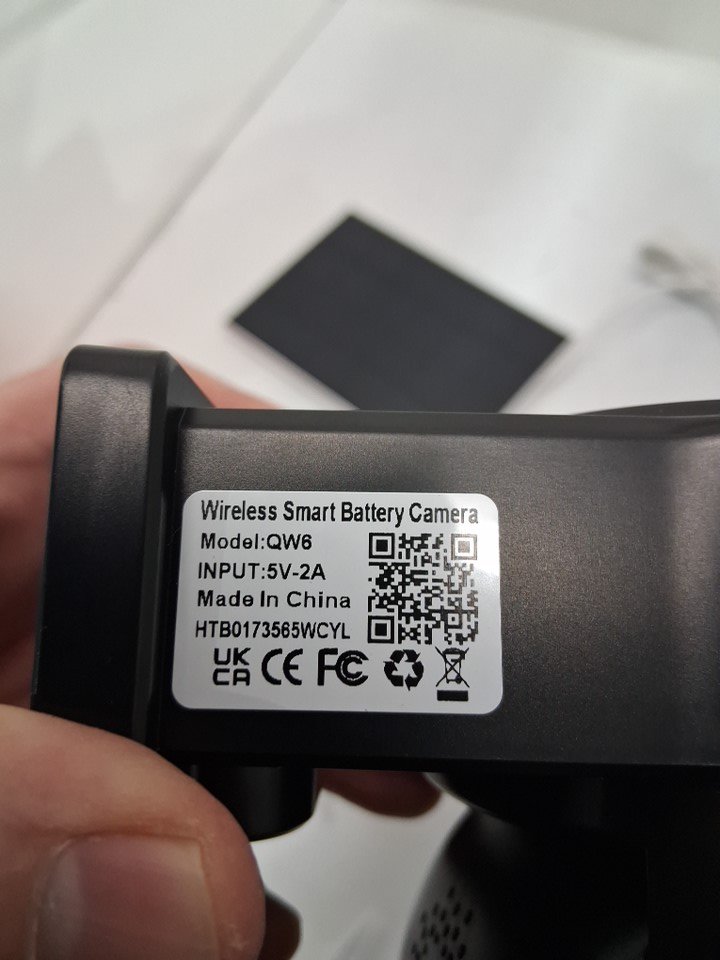 Wireless Smart Battery Camera
Model:QW6
INPUT:5V-2A
Made In China
HTB0173565WCYL
UK CA CE FC